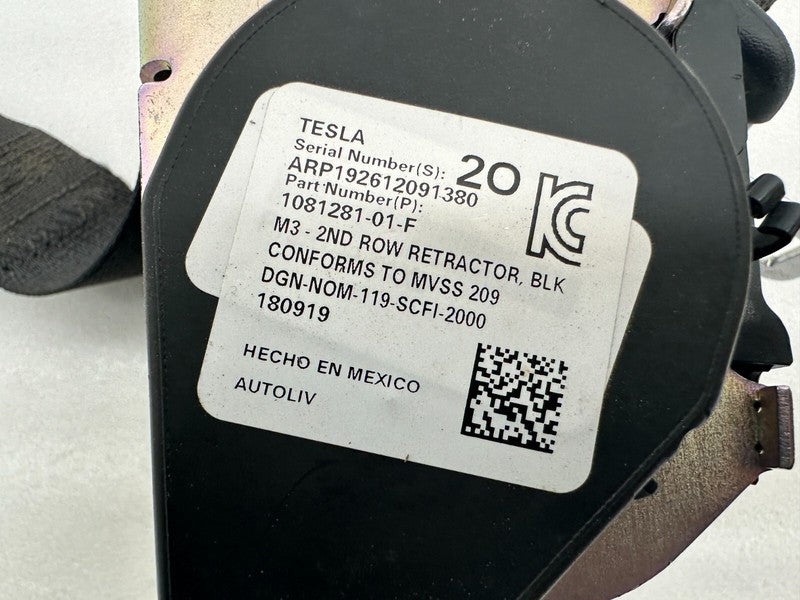 TESLA
Serial Number(S): 20
ARP192612091380
Part Number(P):
1081281-01-F
M3 - 2ND ROW RETRACTOR, BLK
CONFORMS TO MVSS 209
DGN-NOM-119-SCFI-2000
180919
HECHO EN MEXICO
AUTOLIV
KC